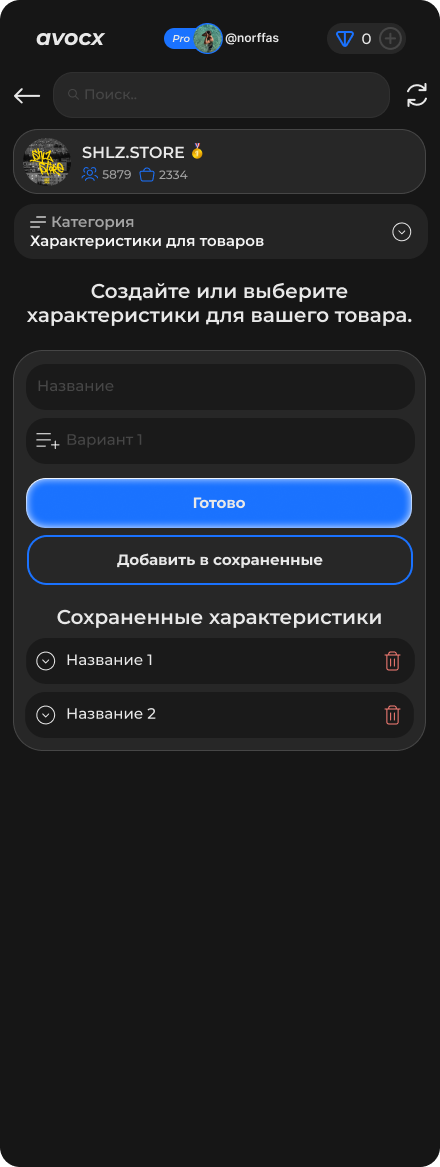 avocx
Pro @norffas 0
Поиск..
SHLZ.STORE 🏅
5879 2334
Категория
Характеристики для товаров
Создайте или выберите
характеристики для вашего товара.
Название
Вариант 1
Готово
Добавить в сохраненные
Сохраненные характеристики
Название 1
Название 2